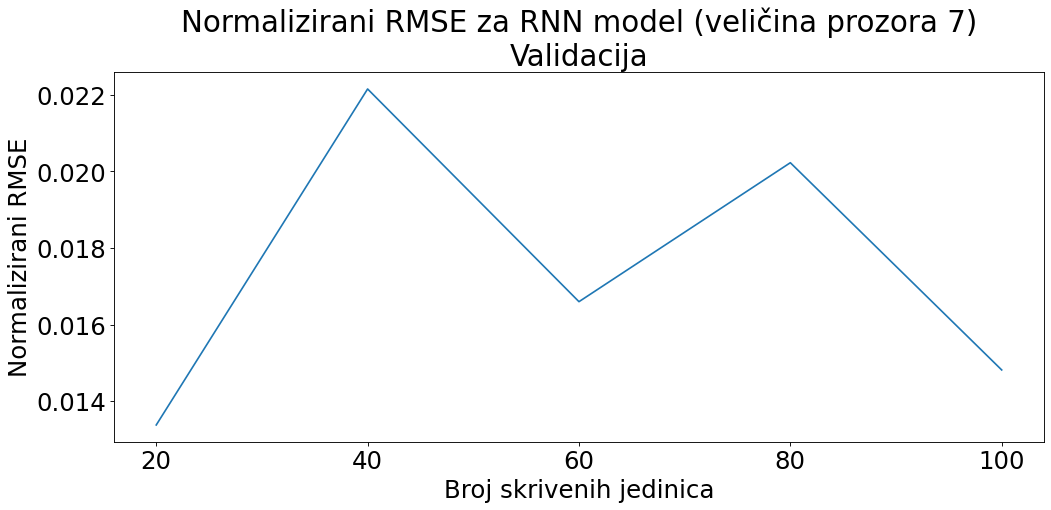 Normalizirani RMSE za RNN model (veličina prozora 7)
Validacija
Normalizirani RMSE
0.022
0.020
0.018
0.016
0.014
20 40 60 80 100
Broj skrivenih jedinica